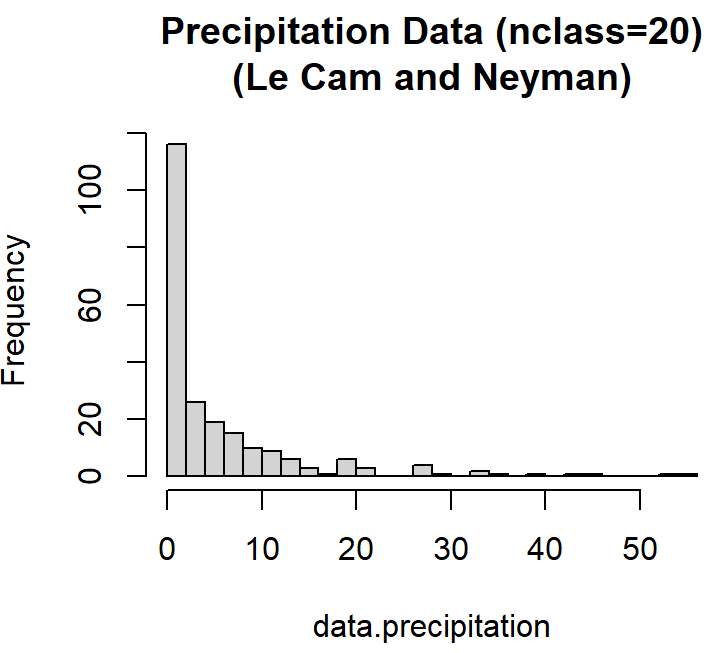 Precipitation Data (nclass=20)
(Le Cam and Neyman)
Frequency
100
60
20
0
0 10 20 30 40 50
data.precipitation